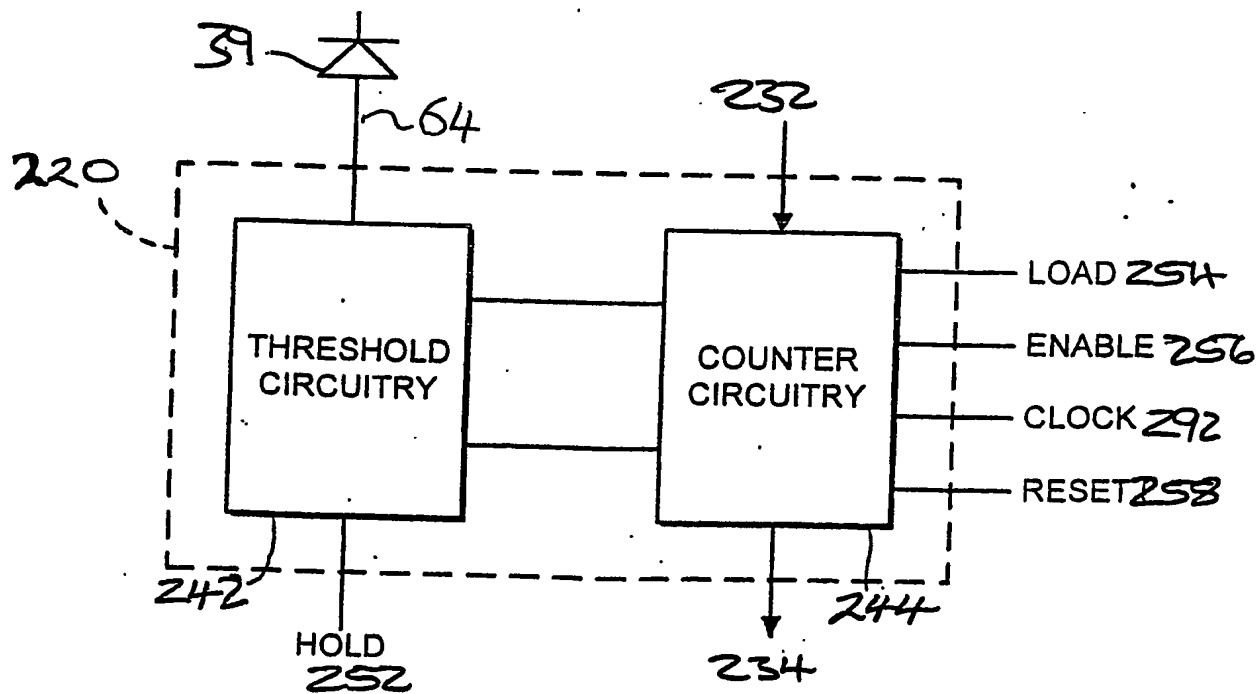 39
64
232
220
THRESHOLD
CIRCUITRY
COUNTER
CIRCUITRY
LOAD 254
ENABLE 256
CLOCK 292
RESET 258
242
HOLD
252
234
244